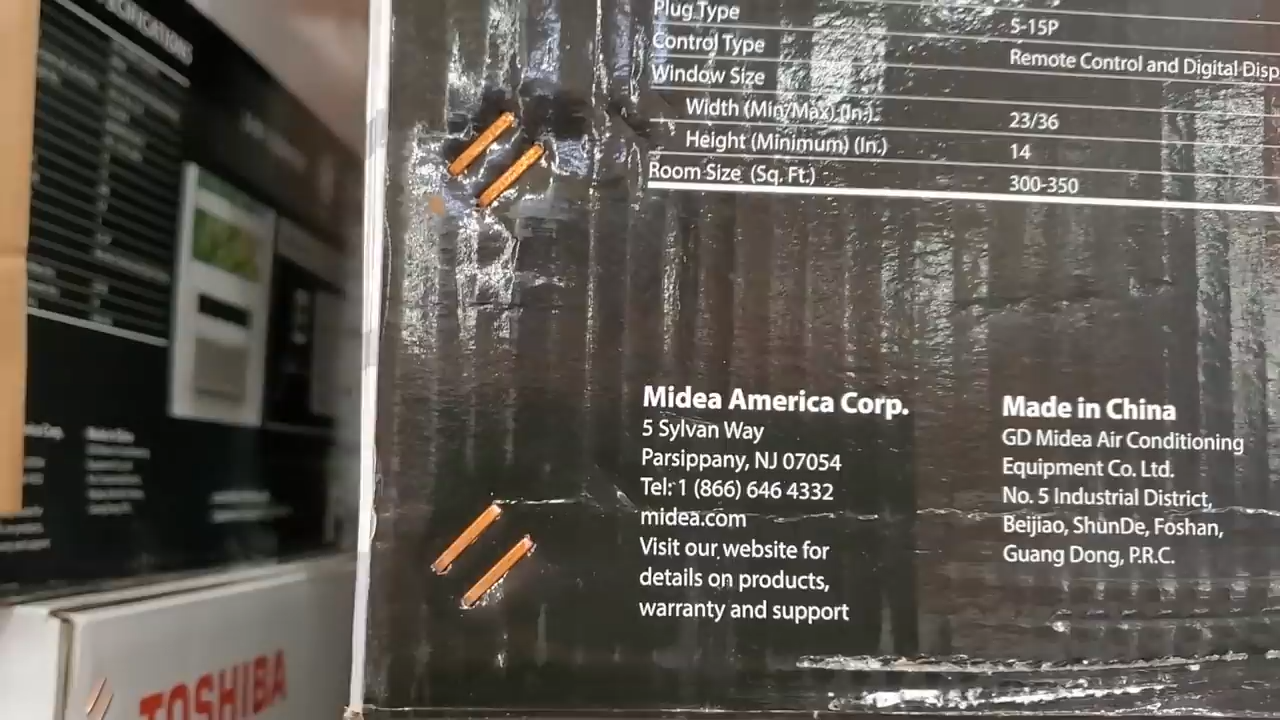 CIFICATIONS
Plug Type 5-15P
Control Type Remote Control and Digital Disp
Window Size
Width (Min/Max) (In.) 23/36
Height (Minimum) (In.) 14
Room Size (Sq. Ft.) 300-350
Midea America Corp.
5 Sylvan Way
Parsippany, NJ 07054
Tel: 1 (866) 646 4332
midea.com
Visit our website for
details on products,
warranty and support
Made in China
GD Midea Air Conditioning
Equipment Co. Ltd.
No. 5 Industrial District,
Beijiao, ShunDe, Foshan,
Guang Dong, P.R.C.
TOSHIBA